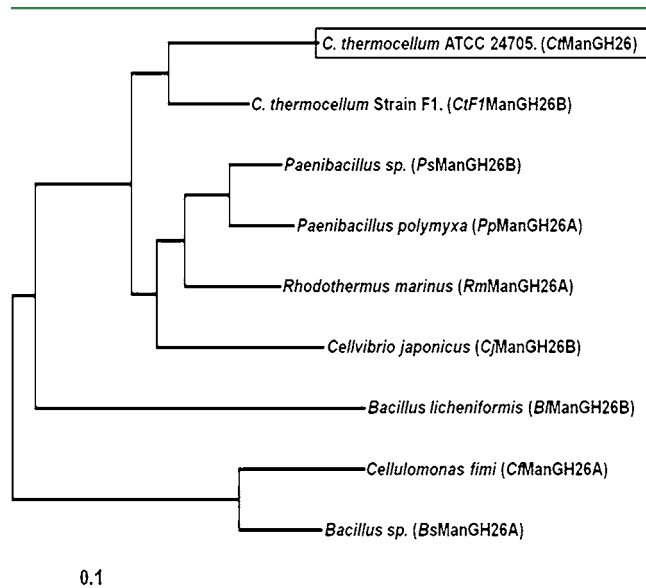 C. thermocellum ATCC 24705. (CtManGH26)
C. thermocellum Strain F1. (CtF1ManGH26B)
Paenibacillus sp. (PsManGH26B)
Paenibacillus polymyxa (PpManGH26A)
Rhodothermus marinus (RmManGH26A)
Cellvibrio japonicus (CjManGH26B)
Bacillus licheniformis (BlManGH26B)
Cellulomonas fimi (CfManGH26A)
Bacillus sp. (BsManGH26A)
0.1